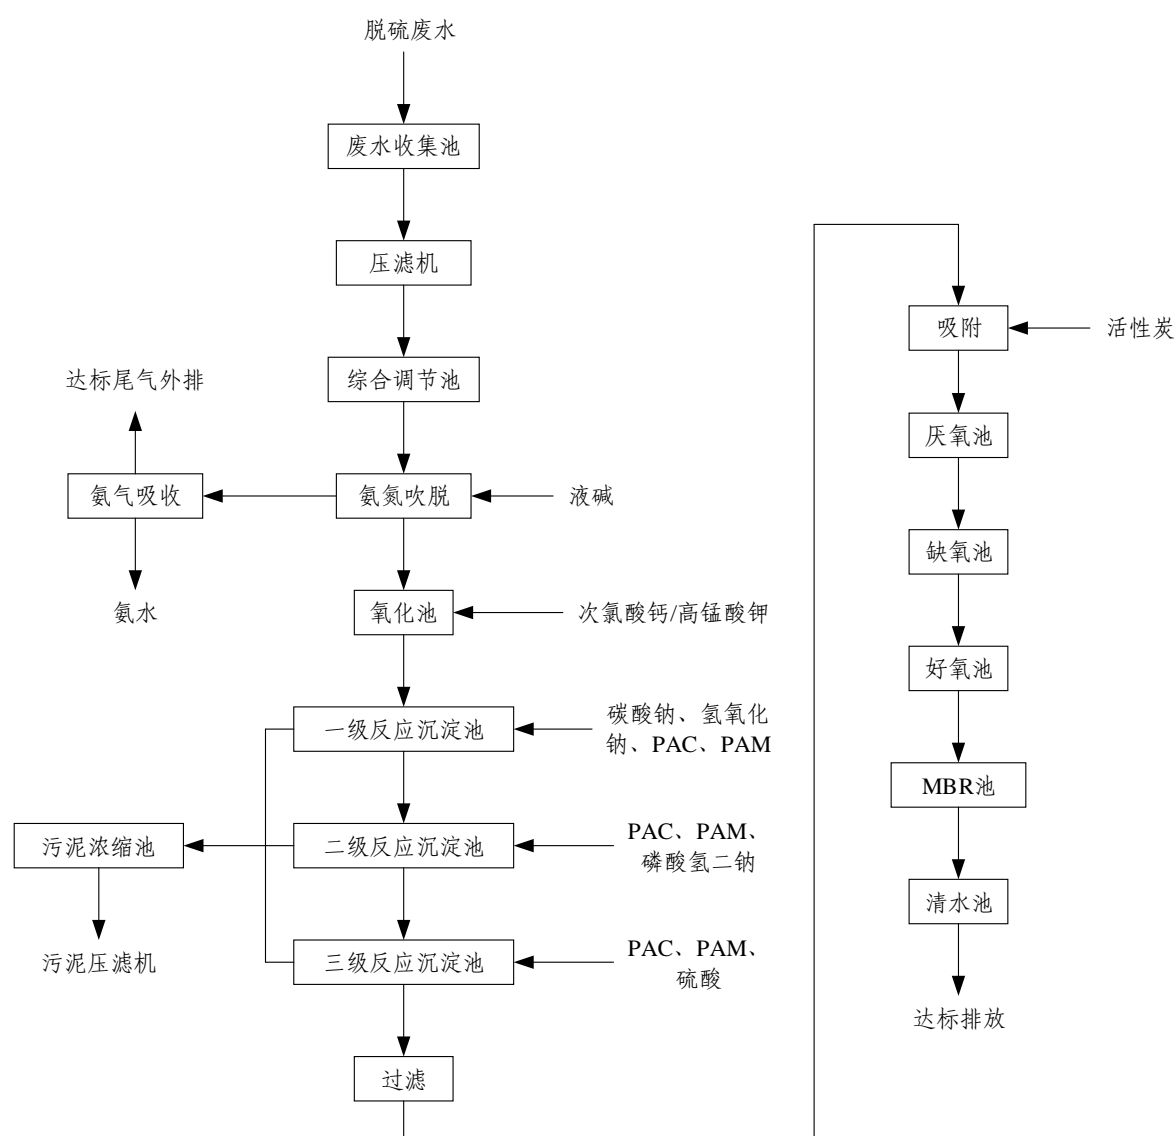 脱硫废水
废水收集池
压滤机
综合调节池
达标尾气外排
氨气吸收
氨氮吹脱
液碱
氨水
氧化池
次氯酸钙/高锰酸钾
一级反应沉淀池
碳酸钠、氢氧化
钠、PAC、PAM
污泥浓缩池
二级反应沉淀池
PAC、PAM、
磷酸氢二钠
污泥压滤机
三级反应沉淀池
PAC、PAM、
硫酸
过滤
吸附
活性炭
厌氧池
缺氧池
好氧池
MBR池
清水池
达标排放